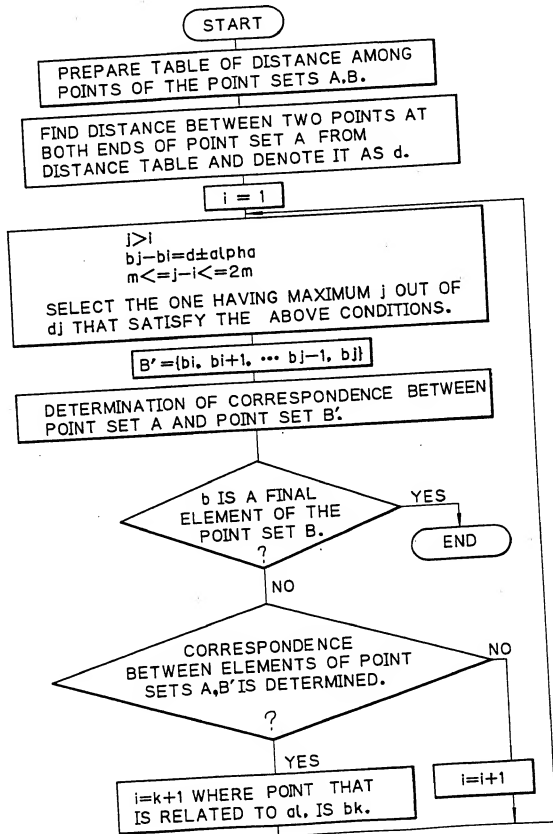 START
PREPARE TABLE OF DISTANCE AMONG
POINTS OF THE POINT SETS A.B.
FIND DISTANCE BETWEEN TWO POINTS AT
BOTH ENDS OF POINT SET A FROM
DISTANCE TABLE AND DENOTE IT AS d.
i = 1
j>i
bj-bi=d±alpha
m<=j-i<=2m
SELECT THE ONE HAVING MAXIMUM j OUT OF
dj THAT SATISFY THE ABOVE CONDITIONS.
B'={bi, bi+1, ··· bj-1, bj}
DETERMINATION OF CORRESPONDENCE BETWEEN
POINT SET A AND POINT SET B'.
b IS A FINAL
ELEMENT OF THE
POINT SET B.
?
YES
END
NO
CORRESPONDENCE
BETWEEN ELEMENTS OF POINT
SETS A,B' IS DETERMINED.
?
NO
YES
i=k+1 WHERE POINT THAT
IS RELATED TO al. IS bk.
i=i+1